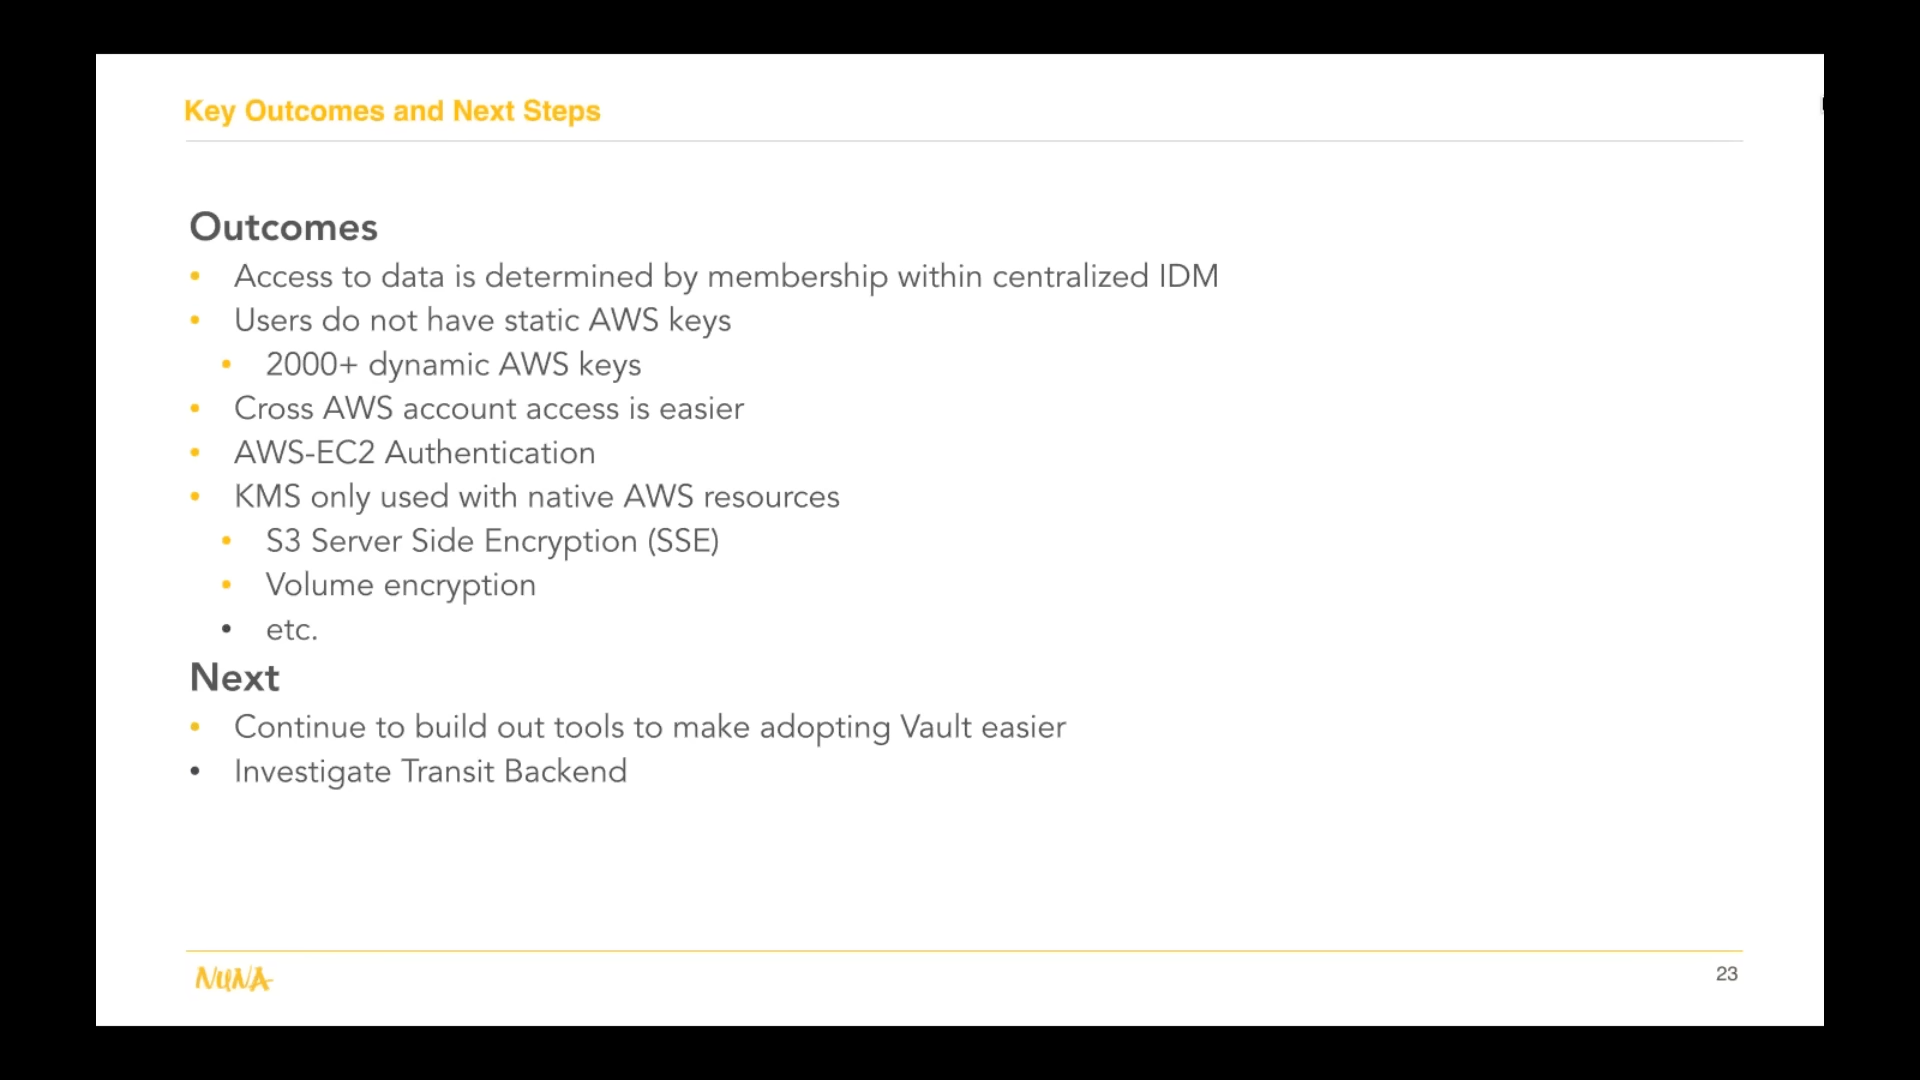 Key Outcomes and Next Steps
Outcomes
• Access to data is determined by membership within centralized IDM
• Users do not have static AWS keys
• 2000+ dynamic AWS keys
• Cross AWS account access is easier
• AWS-EC2 Authentication
• KMS only used with native AWS resources
• S3 Server Side Encryption (SSE)
• Volume encryption
• etc.
Next
• Continue to build out tools to make adopting Vault easier
• Investigate Transit Backend
NUNA
23